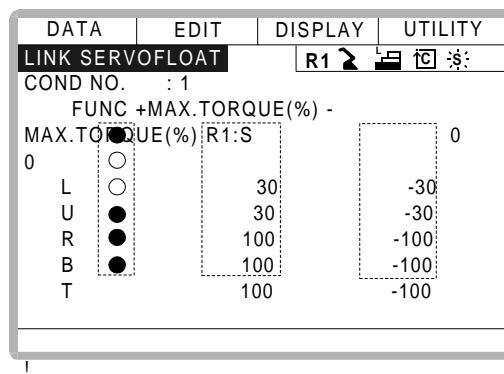 DATA EDIT DISPLAY UTILITY
LINK SERVOFLOAT R1 C S
COND NO. : 1
FUNC +MAX.TORQUE(%) -
MAX.TORQUE(%) R1:S 0
0
L 30 -30
U 30 -30
R 100 -100
B 100 -100
T 100 -100